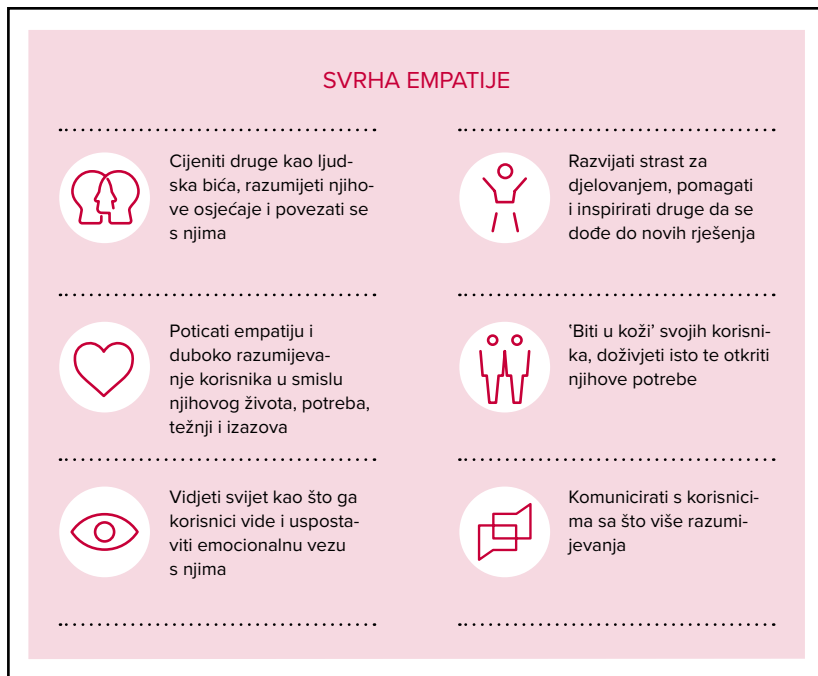 SVRHA EMPATIJE
Cijeniti druge kao ljud-
ska bića, razumijeti njiho-
ve osjećaje i povezati se
s njima
Razvijati strast za
djelovanjem, pomagati
i inspirirati druge da se
dođe do novih rješenja
Poticati empatiju i
duboko razumijeva-
nje korisnika u smislu
njihovog života, potreba,
težnji i izazova
‘Biti u koži’ svojih korisni-
ka, doživjeti isto te otkriti
njihove potrebe
Vidjeti svijet kao što ga
korisnici vide i usposta-
viti emocionalnu vezu
s njima
Komunicirati s korisnici-
ma sa što više razumi-
jevanja